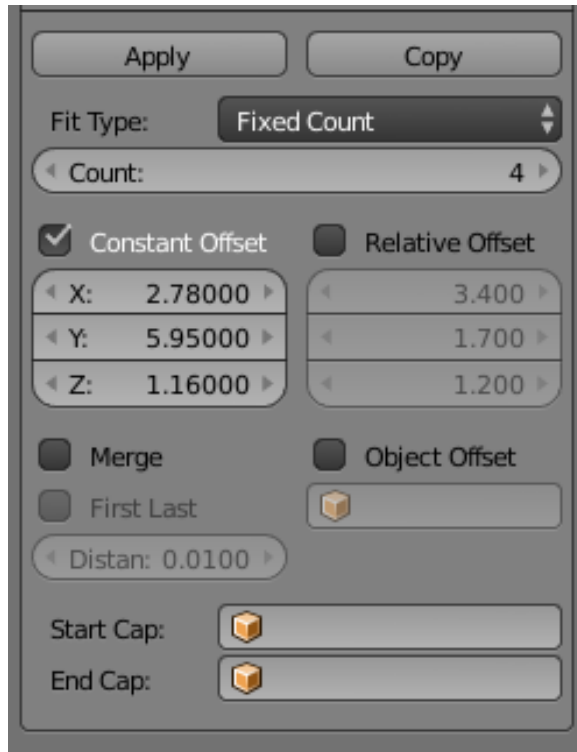 Apply Copy
Fit Type: Fixed Count
Count: 4
Constant Offset Relative Offset
X: 2.78000 3.400
Y: 5.95000 1.700
Z: 1.16000 1.200
Merge Object Offset
First Last
Distan: 0.0100
Start Cap:
End Cap: